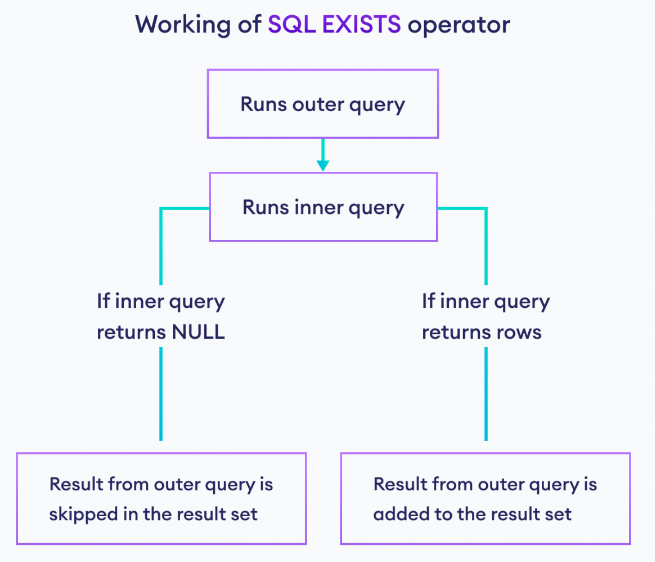 Working of SQL EXISTS operator
Runs outer query
Runs inner query
If inner query
returns NULL
If inner query
returns rows
Result from outer query is
skipped in the result set
Result from outer query is
added to the result set